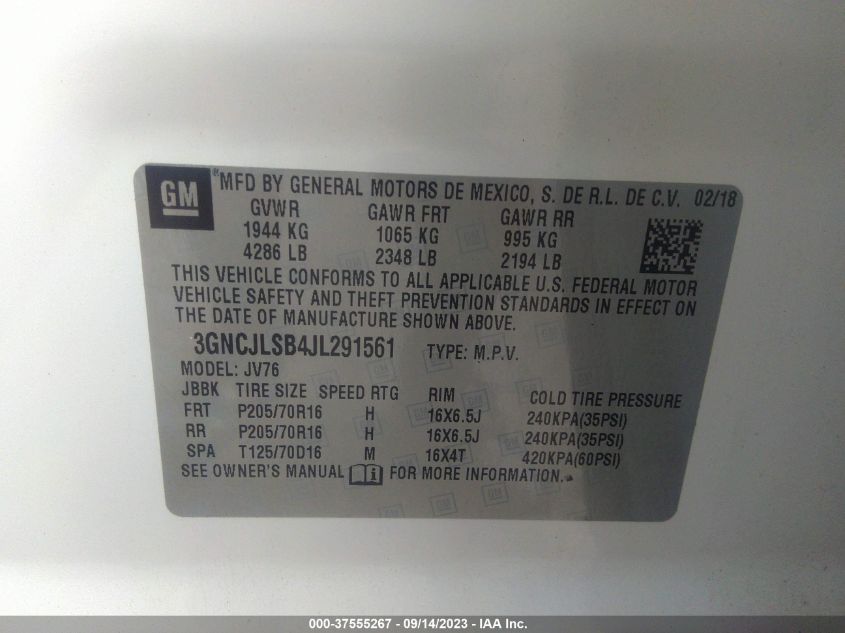 GM ® MFD BY GENERAL MOTORS DE MEXICO, S. DE R.L. DE C.V. 02/18
GVWR GAWR FRT GAWR RR
1944 KG 1065 KG 995 KG
4286 LB 2348 LB 2194 LB
THIS VEHICLE CONFORMS TO ALL APPLICABLE U.S. FEDERAL MOTOR
VEHICLE SAFETY AND THEFT PREVENTION STANDARDS IN EFFECT ON
THE DATE OF MANUFACTURE SHOWN ABOVE.
3GNCJLSB4JL291561 TYPE: M.P.V.
MODEL: JV76
JBBK TIRE SIZE SPEED RTG RIM COLD TIRE PRESSURE
FRT P205/70R16 H 16X6.5J 240KPA(35PSI)
RR P205/70R16 H 16X6.5J 240KPA(35PSI)
SPA T125/70D16 M 16X4T 420KPA(60PSI)
SEE OWNER'S MANUAL i FOR MORE INFORMATION.
000-37555267 - 09/14/2023 - IAA Inc.